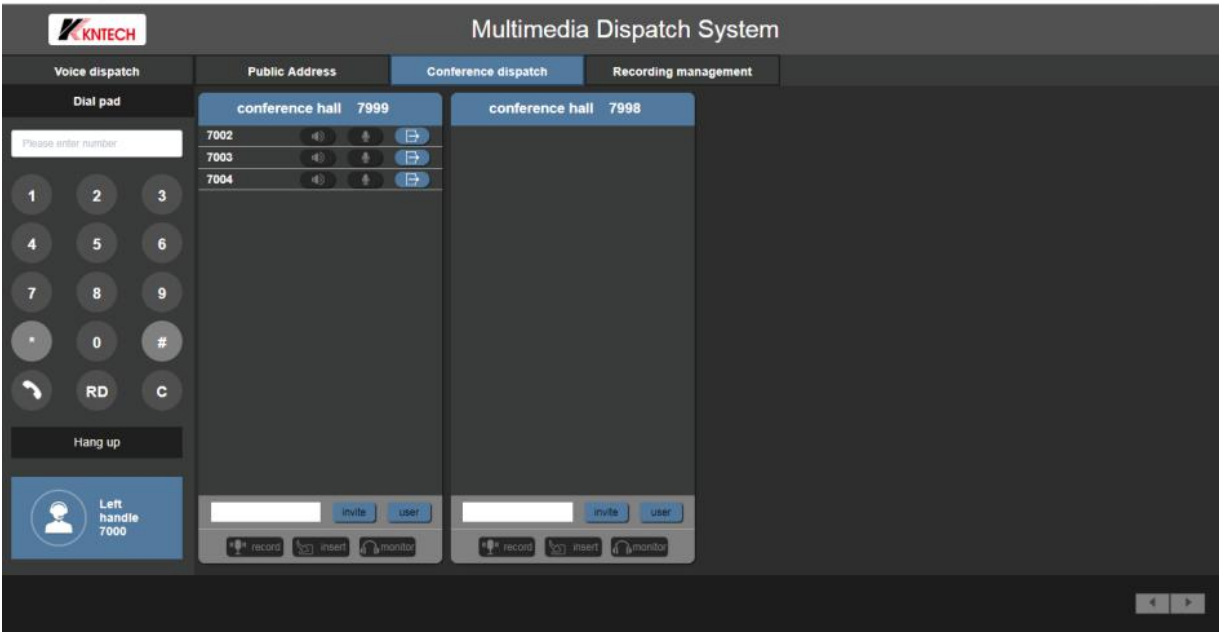 KNTECH
Multimedia Dispatch System
Voice dispatch
Public Address
Conference dispatch
Recording management
Dial pad
Please enter number
1 2 3
4 5 6
7 8 9
* 0 #
RD C
Hang up
Left
handle
7000
conference hall 7999
7002
7003
7004
invite user
record insert monitor
conference hall 7998
invite user
record insert monitor